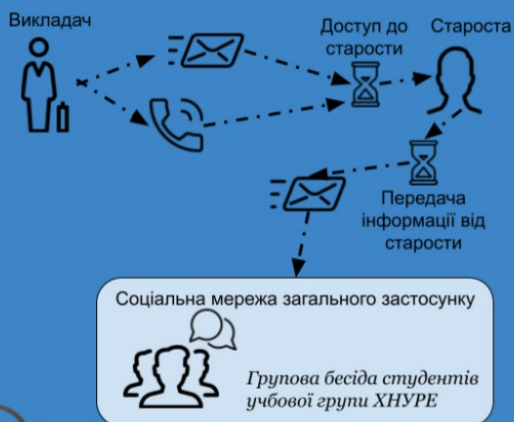 Викладач
Доступ до
старости
Староста
Передача
інформації від
старости
Соціальна мережа загального застосунку
Групова бесіда студентів
учбової групи ХНУРЕ